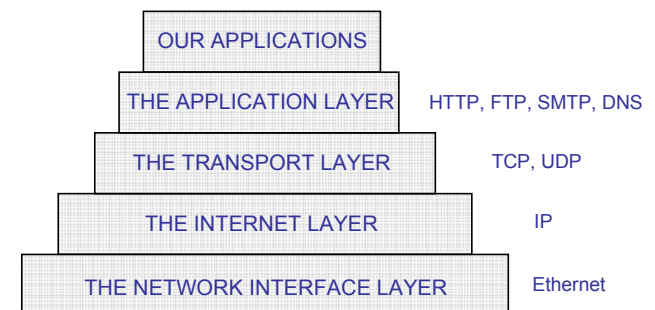 OUR APPLICATIONS
THE APPLICATION LAYER HTTP, FTP, SMTP, DNS
THE TRANSPORT LAYER TCP, UDP
THE INTERNET LAYER IP
THE NETWORK INTERFACE LAYER Ethernet